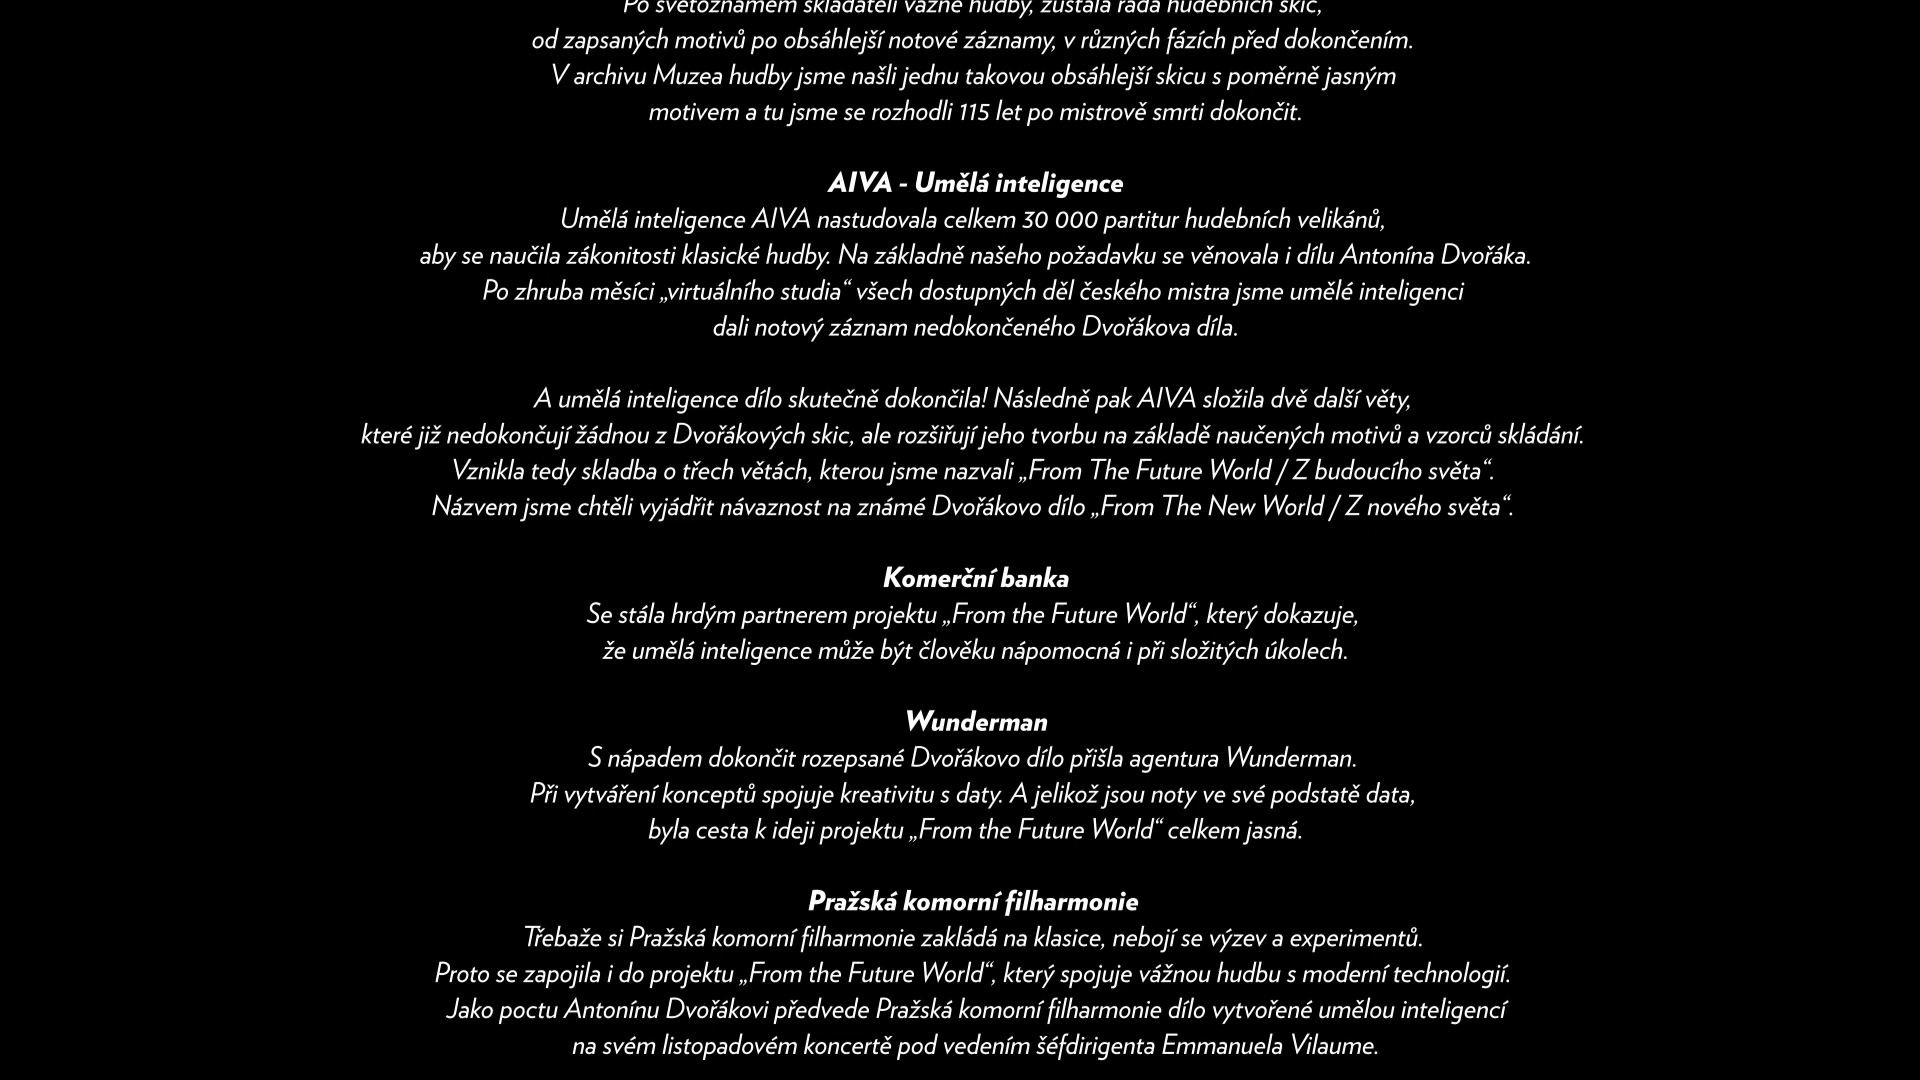 Po světoznámém skladateli vážné hudby, zůstala řada hudebních skic,
od zapsaných motivů po obsáhlejší notové záznamy, v různých fázích před dokončením.
V archivu Muzea hudby jsme našli jednu takovou obsáhlejší skicu s poměrně jasným
motivem a tu jsme se rozhodli 115 let po mistrově smrti dokončit.
AIVA - Umělá inteligence
Umělá inteligence AIVA nastudovala celkem 30 000 partitur hudebních velikánů,
aby se naučila zákonitosti klasické hudby. Na základně našeho požadavku se věnovala i dílu Antonína Dvořáka.
Po zhruba měsíci „virtuálního studia“ všech dostupných děl českého mistra jsme umělé inteligenci
dali notový záznam nedokončeného Dvořákova díla.
A umělá inteligence dílo skutečně dokončila! Následně pak AIVA složila dvě další věty,
které již nedokončují žádnou z Dvořákových skic, ale rozšiřují jeho tvorbu na základě naučených motivů a vzorců skládání.
Vznikla tedy skladba o třech větách, kterou jsme nazvali „From The Future World / Z budoucího světa“.
Názvem jsme chtěli vyjádřit návaznost na známé Dvořákovo dílo „From The New World / Z nového světa“.
Komerční banka
Se stála hrdým partnerem projektu „From the Future World“, který dokazuje,
že umělá inteligence může být člověku nápomocná i při složitých úkolech.
Wunderman
S nápadem dokončit rozepsané Dvořákovo dílo přišla agentura Wunderman.
Při vytváření konceptů spojuje kreativitu s daty. A jelikož jsou noty ve své podstatě data,
byla cesta k ideji projektu „From the Future World“ celkem jasná.
Pražská komorní filharmonie
Třebaže si Pražská komorní filharmonie zakládá na klasice, nebojí se výzev a experimentů.
Proto se zapojila i do projektu „From the Future World“, který spojuje vážnou hudbu s moderní technologií.
Jako poctu Antonínu Dvořákovi předvede Pražská komorní filharmonie dílo vytvořené umělou inteligencí
na svém listopadovém koncertě pod vedením šéfdirigenta Emmanuela Vilaume.